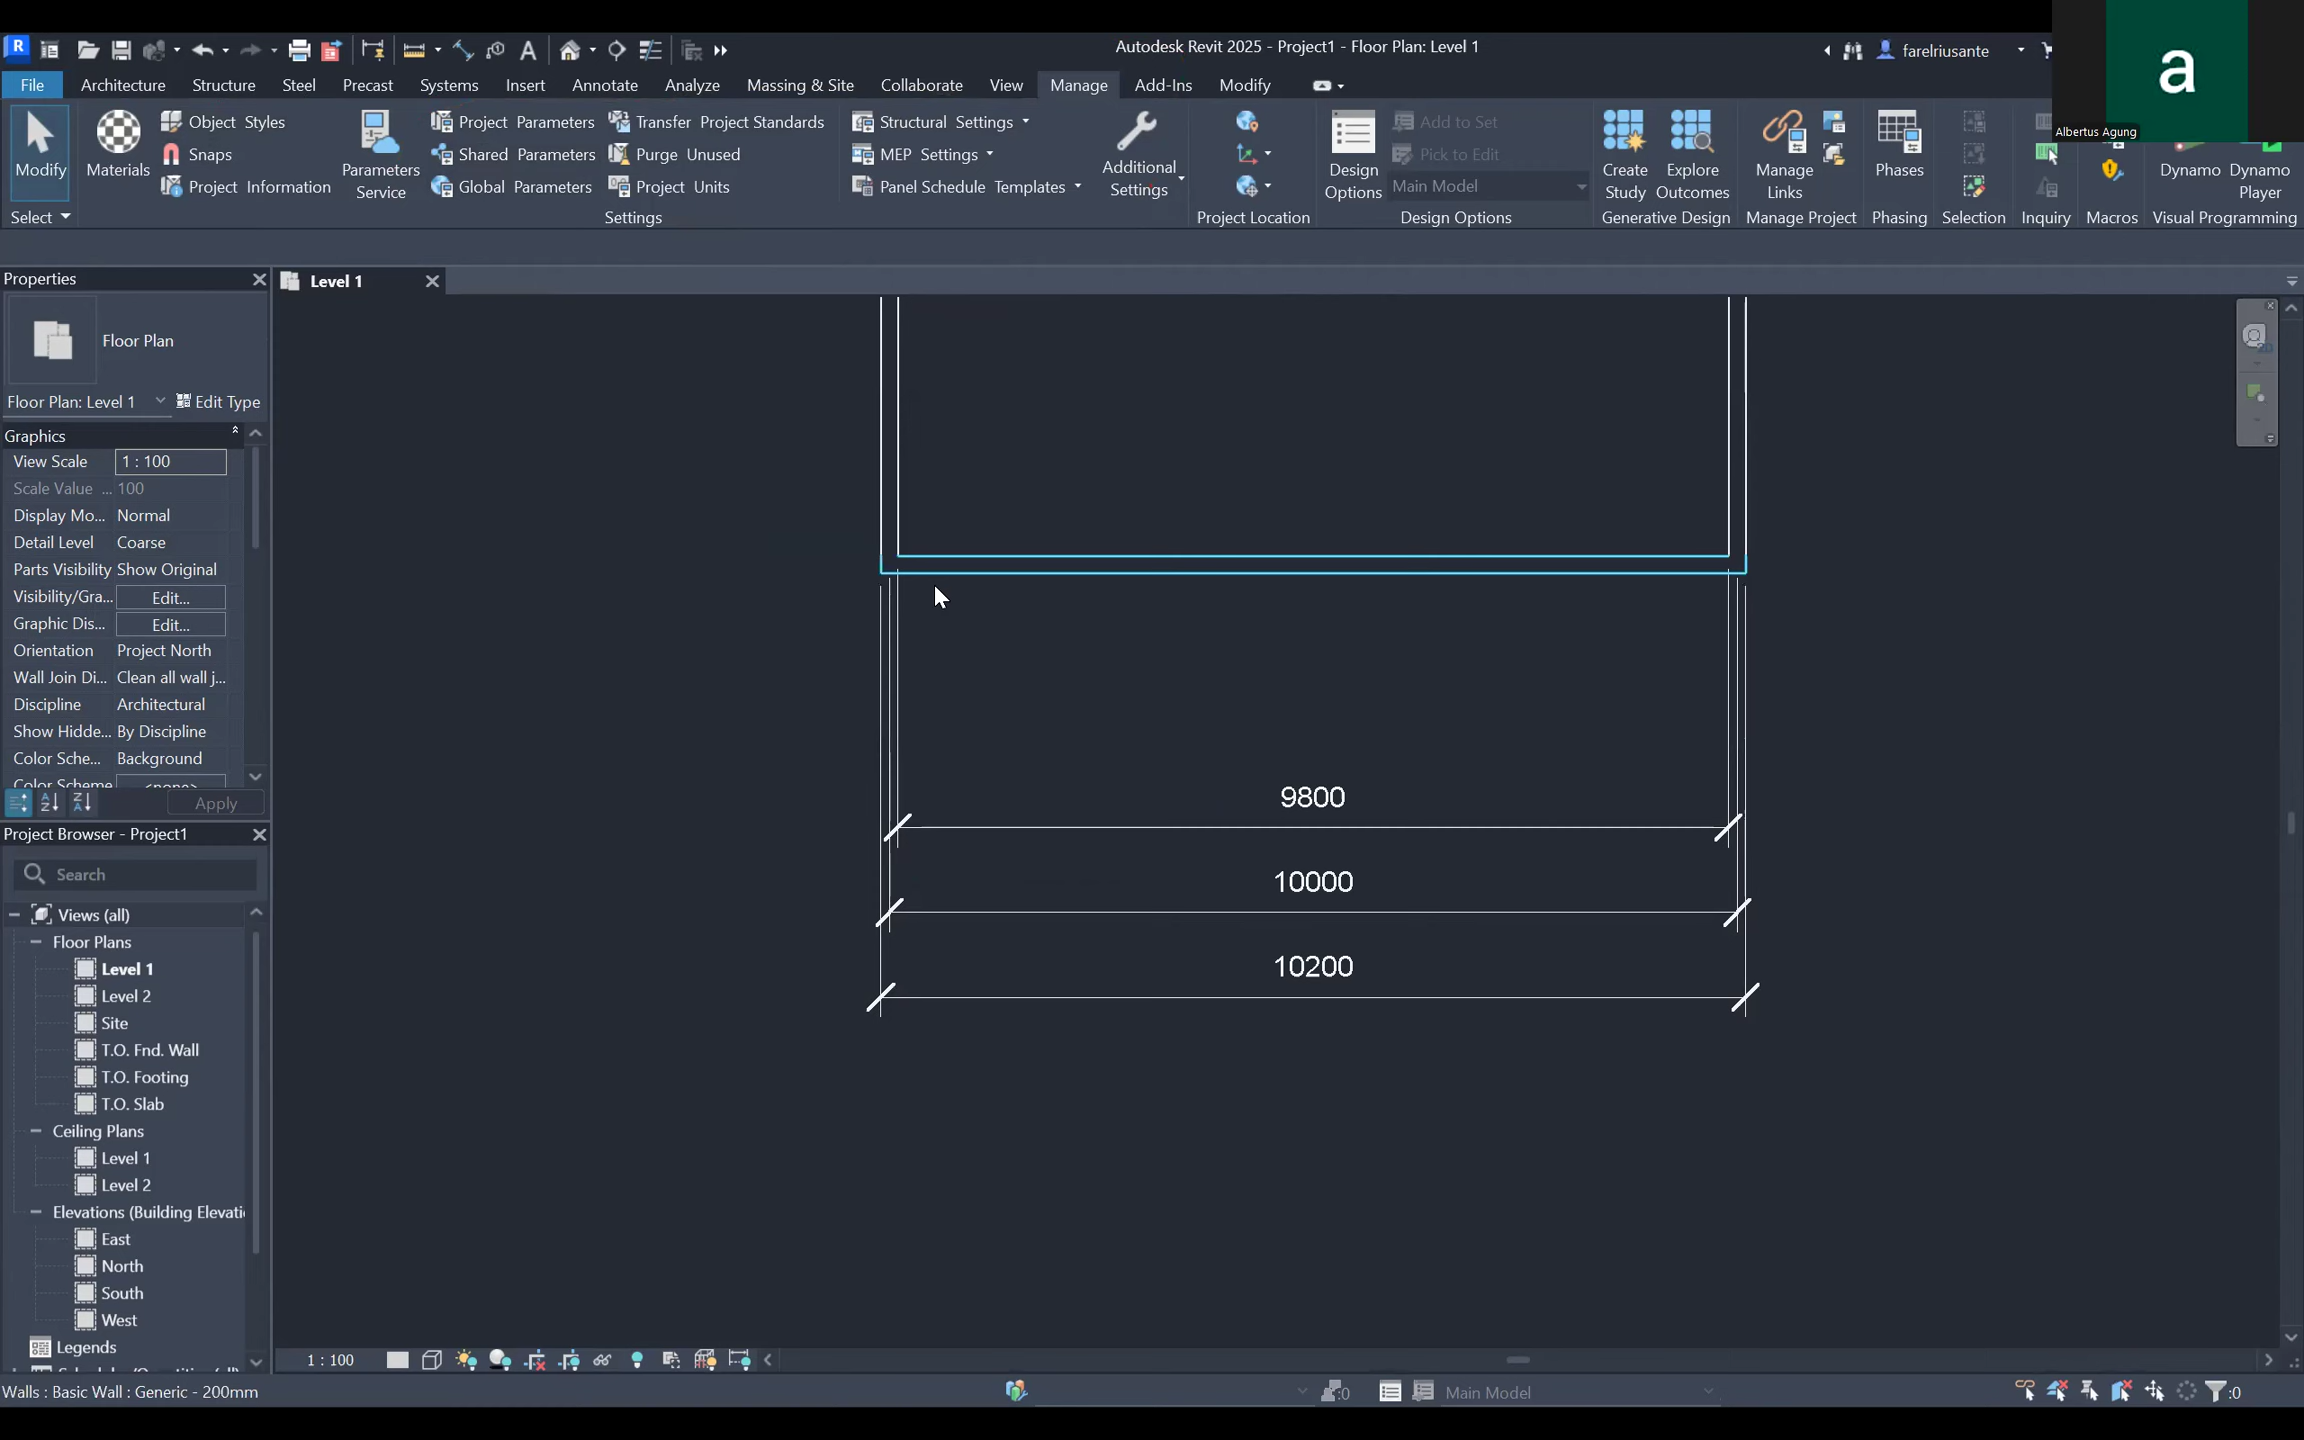 Autodesk Revit 2025 - Project1 - Floor Plan: Level 1
farelriusante
a
Albertus Agung
File Architecture Structure Steel Precast Systems Insert Annotate Analyze Massing & Site Collaborate View Manage Add-Ins Modify
Modify
Materials
Object Styles
Snaps
Project Information
Parameters Service
Project Parameters
Shared Parameters
Global Parameters
Transfer Project Standards
Purge Unused
Project Units
Structural Settings
MEP Settings
Panel Schedule Templates
Additional Settings
Design Options
Add to Set
Pick to Edit
Main Model
Create Study
Explore Outcomes
Manage Links
Phases
Dynamo
Dynamo Player
Select Settings Project Location Design Options Generative Design Manage Project Phasing Selection Inquiry Macros Visual Programming
Properties
Level 1
Floor Plan
Floor Plan: Level 1 Edit Type
Graphics
View Scale 1 : 100
Scale Value ... 100
Display Mo... Normal
Detail Level Coarse
Parts Visibility Show Original
Visibility/Gra... Edit...
Graphic Dis... Edit...
Orientation Project North
Wall Join Di... Clean all wall j...
Discipline Architectural
Show Hidde... By Discipline
Color Sche... Background
Color Scheme <none>
Apply
Project Browser - Project1
Search
Views (all)
Floor Plans
Level 1
Level 2
Site
T.O. Fnd. Wall
T.O. Footing
T.O. Slab
Ceiling Plans
Level 1
Level 2
Elevations (Building Elevati
East
North
South
West
Legends
9800
10000
10200
1 : 100
Walls : Basic Wall : Generic - 200mm
:0
Main Model
:0